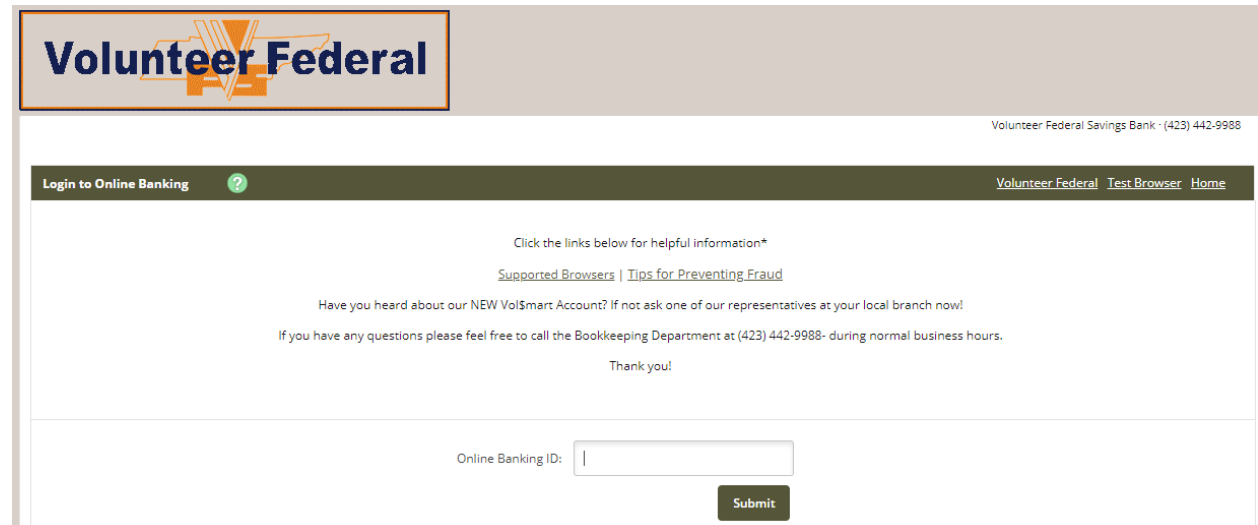 Volunteer Federal
Volunteer Federal Savings Bank · (423) 442-9988
Login to Online Banking ? Volunteer Federal Test Browser Home
Click the links below for helpful information*
Supported Browsers | Tips for Preventing Fraud
Have you heard about our NEW Vol$mart Account? If not ask one of our representatives at your local branch now!
If you have any questions please feel free to call the Bookkeeping Department at (423) 442-9988- during normal business hours.
Thank you!
Online Banking ID:
Submit